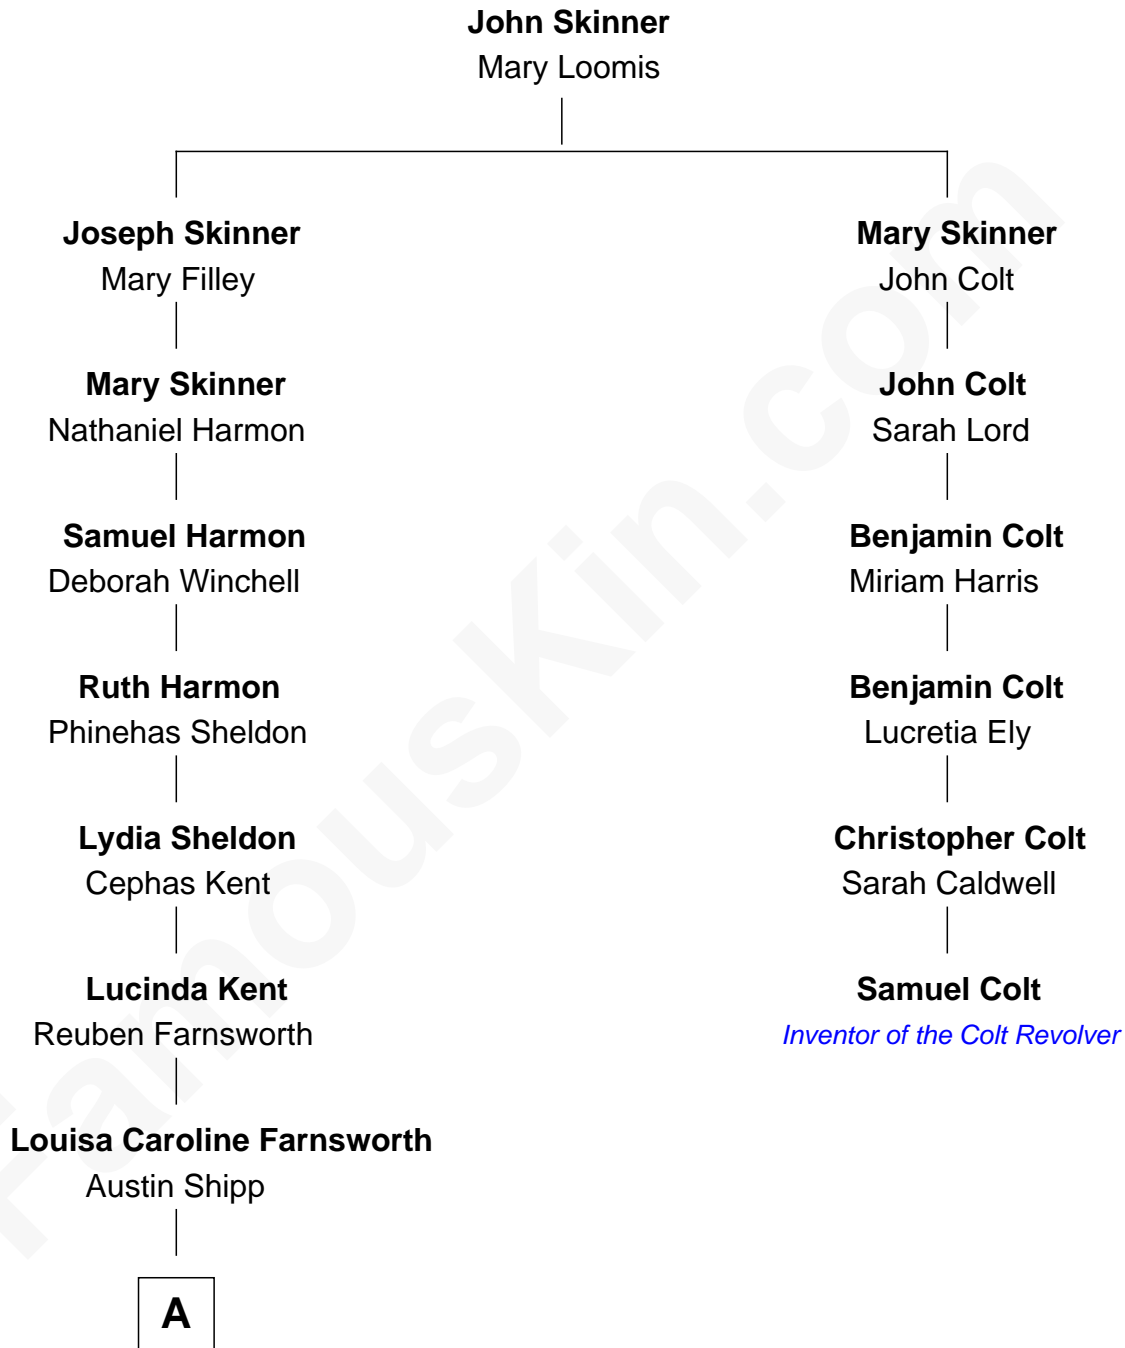 John Skinner
Mary Loomis
Joseph Skinner
Mary Filley
Mary Skinner
Nathaniel Harmon
Samuel Harmon
Deborah Winchell
Ruth Harmon
Phinehas Sheldon
Lydia Sheldon
Cephas Kent
Lucinda Kent
Reuben Farnsworth
Louisa Caroline Farnsworth
Austin Shipp
A
Mary Skinner
John Colt
John Colt
Sarah Lord
Benjamin Colt
Miriam Harris
Benjamin Colt
Lucretia Ely
Christopher Colt
Sarah Caldwell
Samuel Colt
Inventor of the Colt Revolver
FamousKin.com